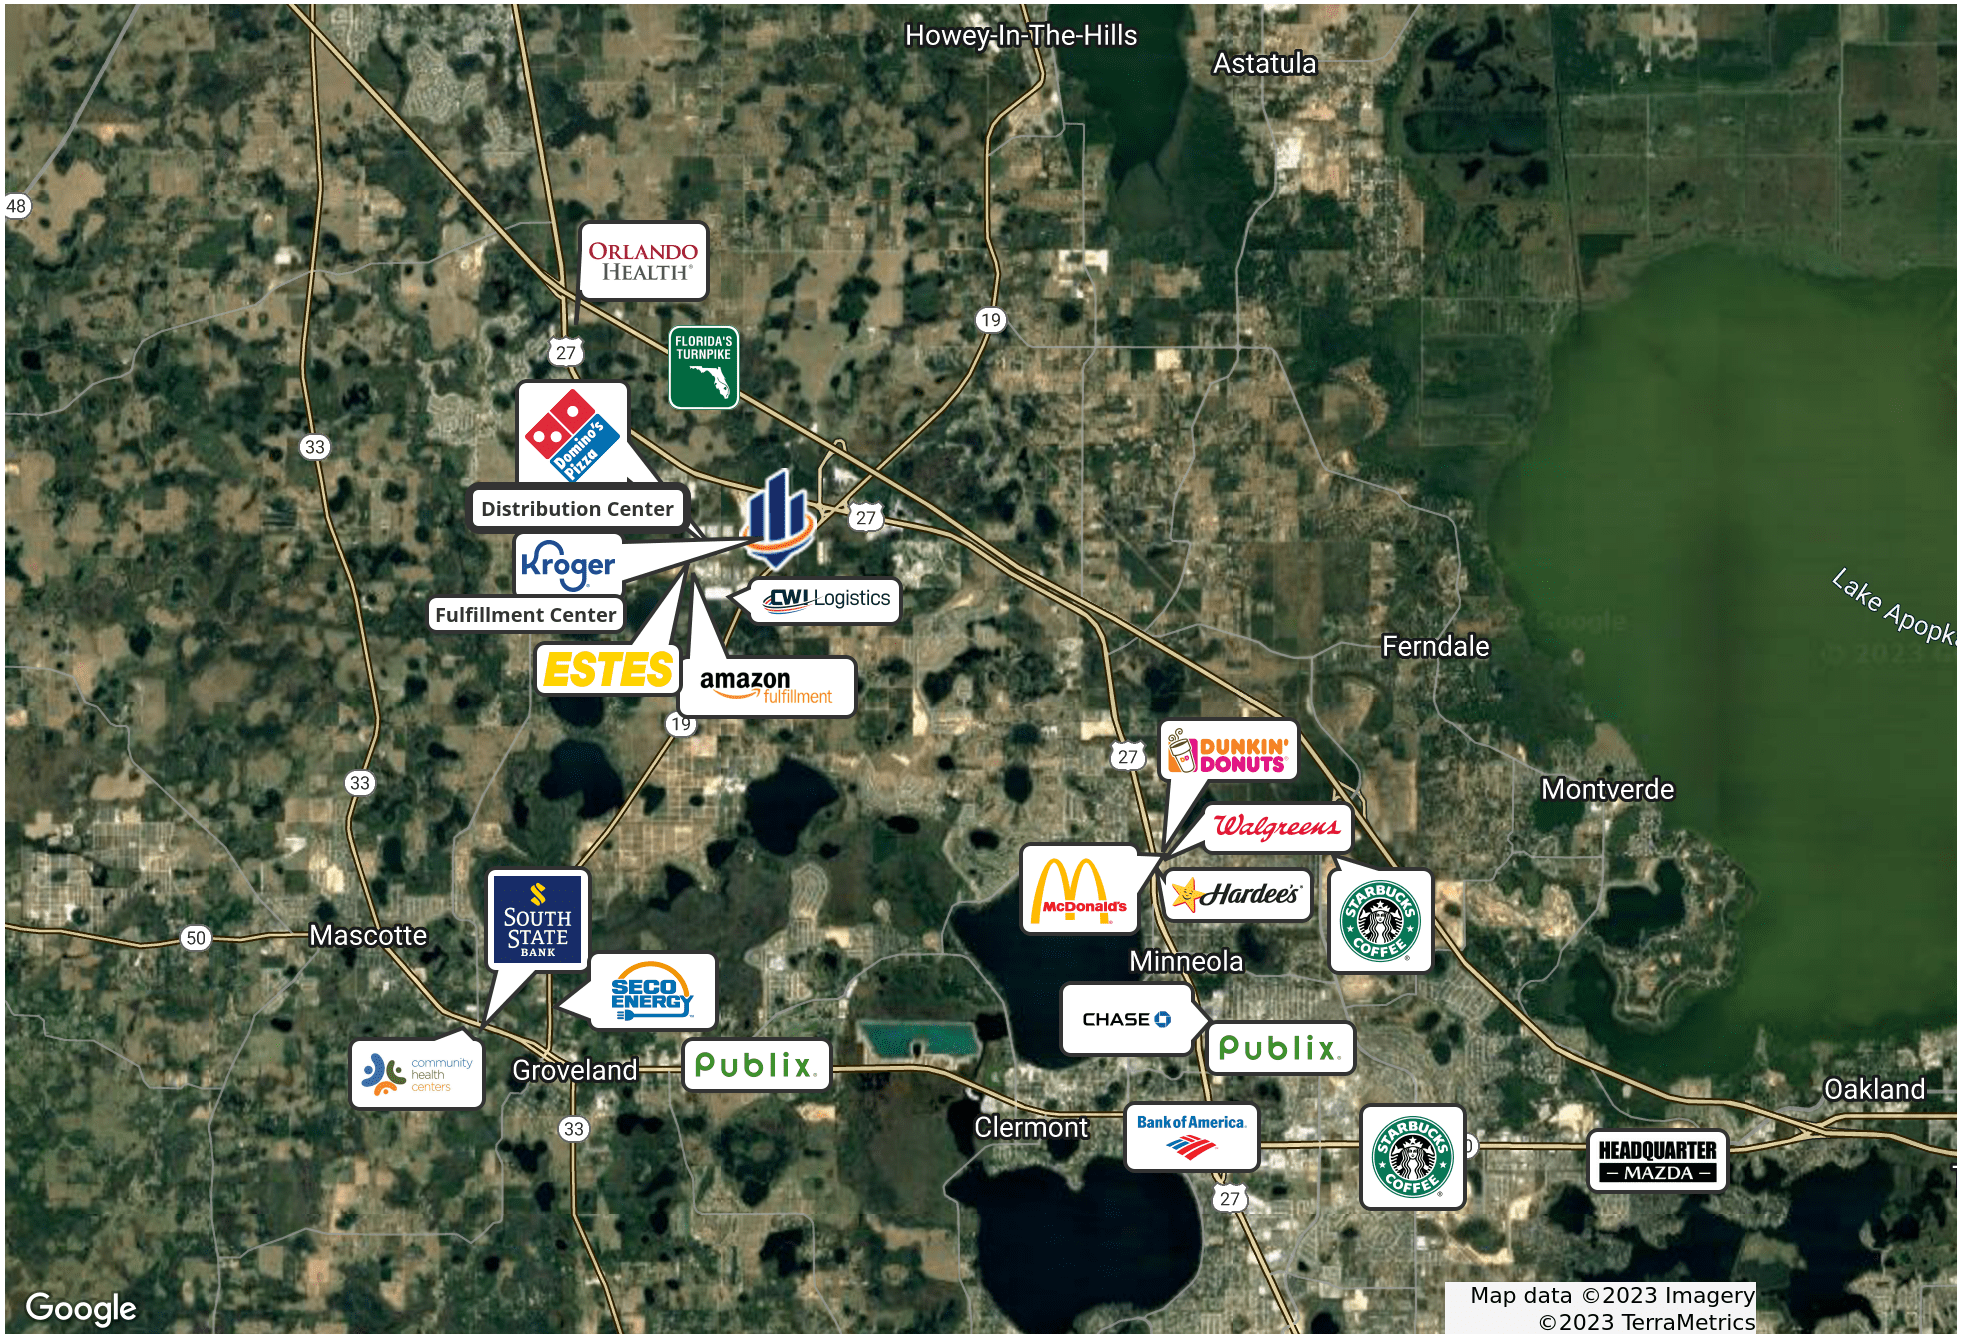 Howey-In-The-Hills
Astatula
48
ORLANDO
HEALTH®
19
27
FLORIDA'S
TURNPIKE
33
Domino's
Pizza
Distribution Center
27
Kroger
Fulfillment Center
CWI Logistics
Lake Apopka
Ferndale
ESTES
amazon
fulfillment
19
27
DUNKIN'
DONUTS
33
Montverde
Walgreens
McDonald's
Hardee's
STARBUCKS
COFFEE
SOUTH
STATE
BANK
50
Mascotte
Minneola
SECO
ENERGY
CHASE
Publix.
community
health
centers
Groveland
Publix.
Oakland
33
Clermont
Bank of America
STARBUCKS
COFFEE
HEADQUARTER
– MAZDA –
27
Google
Map data ©2023 Imagery
©2023 TerraMetrics